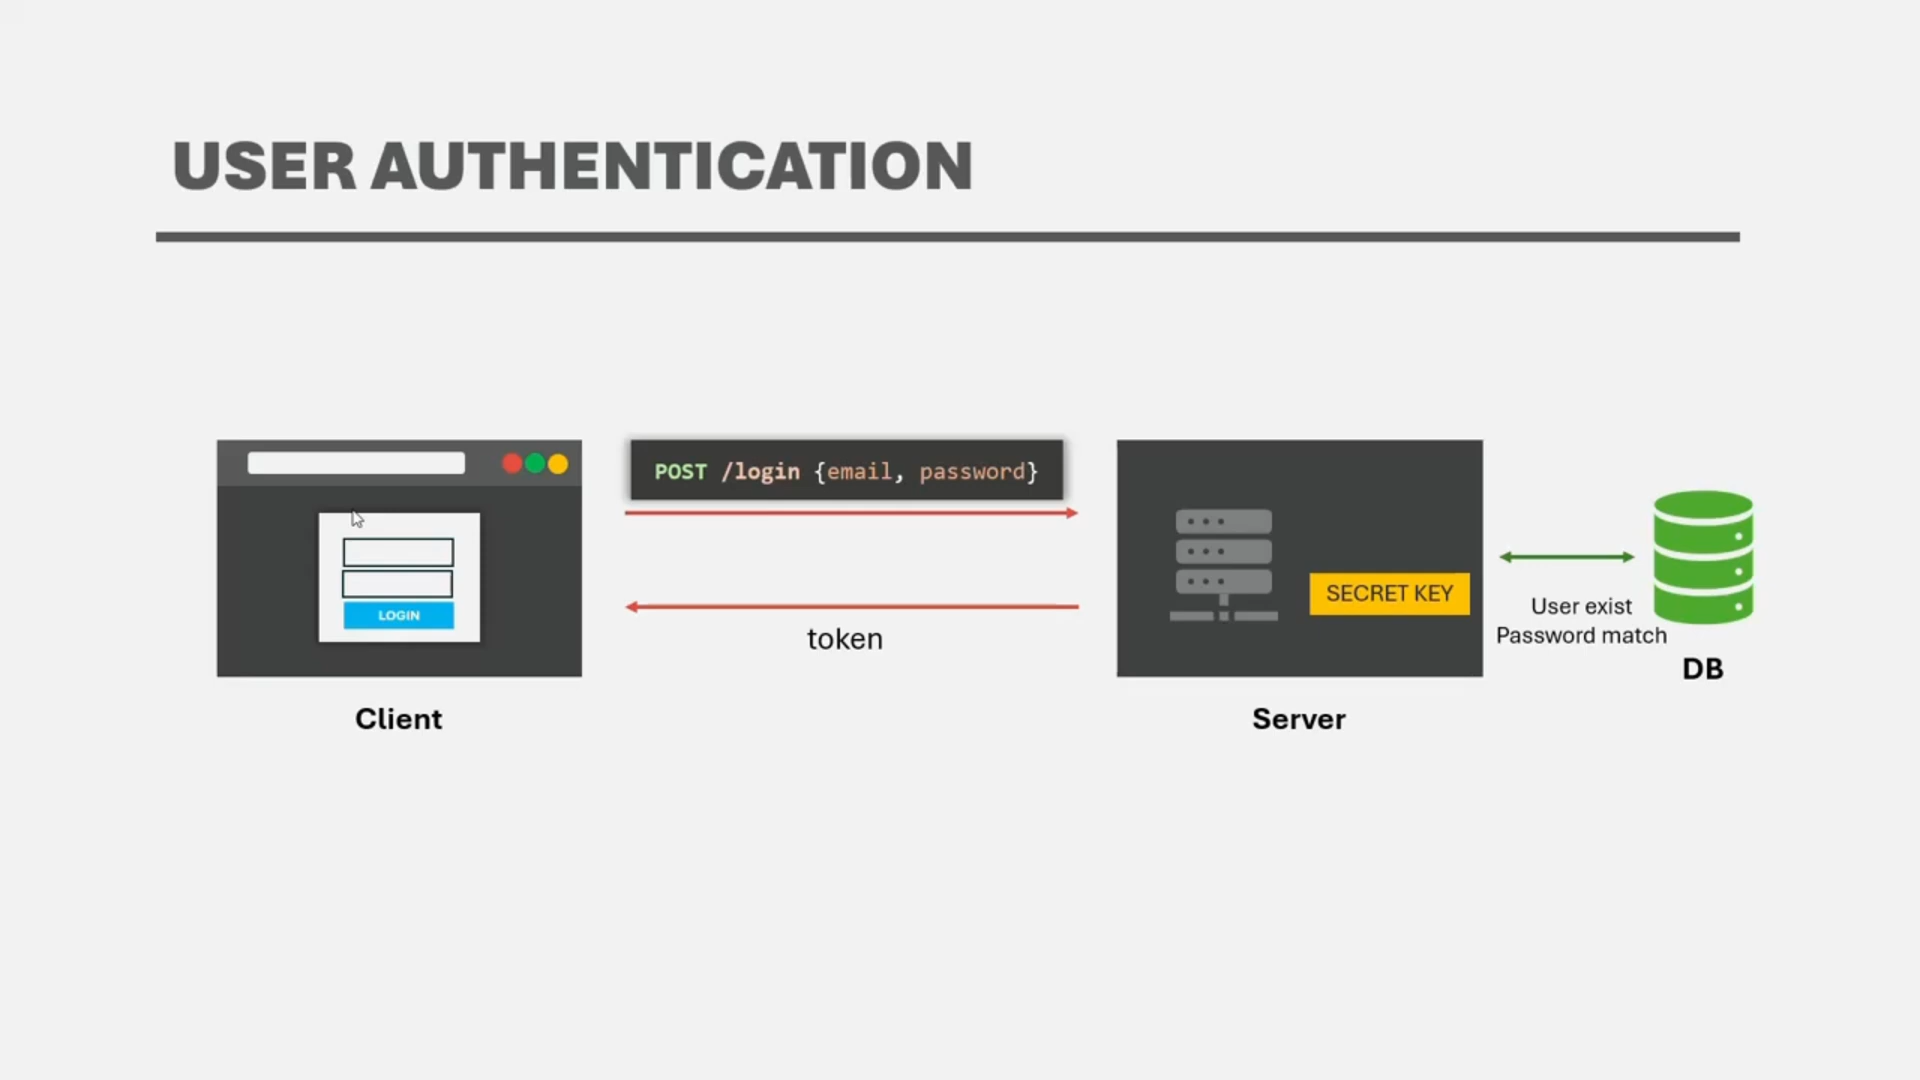 USER AUTHENTICATION
POST /login {email, password}
LOGIN
token
SECRET KEY
User exist
Password match
DB
Client
Server